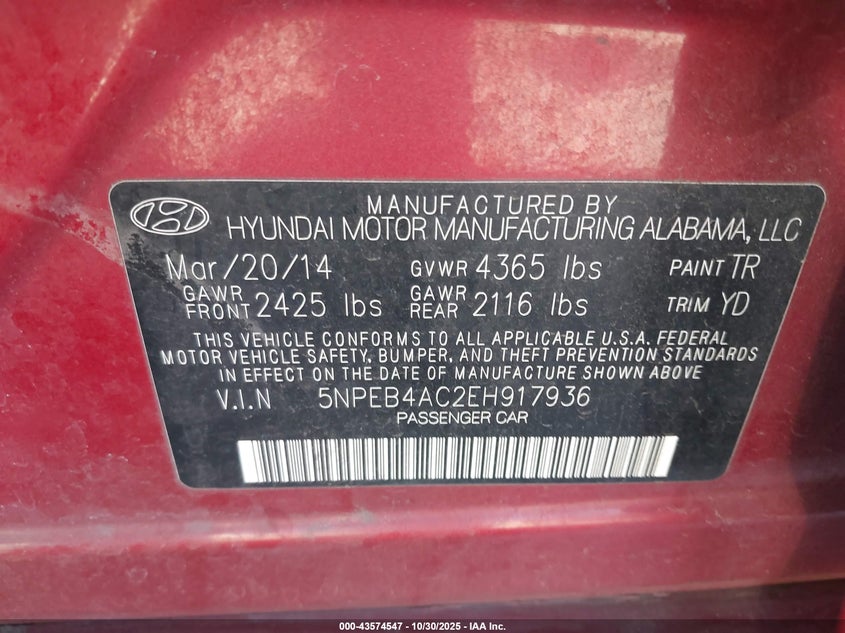 MANUFACTURED BY
HYUNDAI MOTOR MANUFACTURING ALABAMA, LLC
Mar/20/14 GVWR 4365 lbs PAINT TR
GAWR FRONT 2425 lbs GAWR REAR 2116 lbs TRIM YD
THIS VEHICLE CONFORMS TO ALL APPLICABLE U.S.A. FEDERAL
MOTOR VEHICLE SAFETY, BUMPER, AND THEFT PREVENTION STANDARDS
IN EFFECT ON THE DATE OF MANUFACTURE SHOWN ABOVE
V.I.N 5NPEB4AC2EH917936
PASSENGER CAR
000-43574547 | 10/30/2025 - IAA Inc.